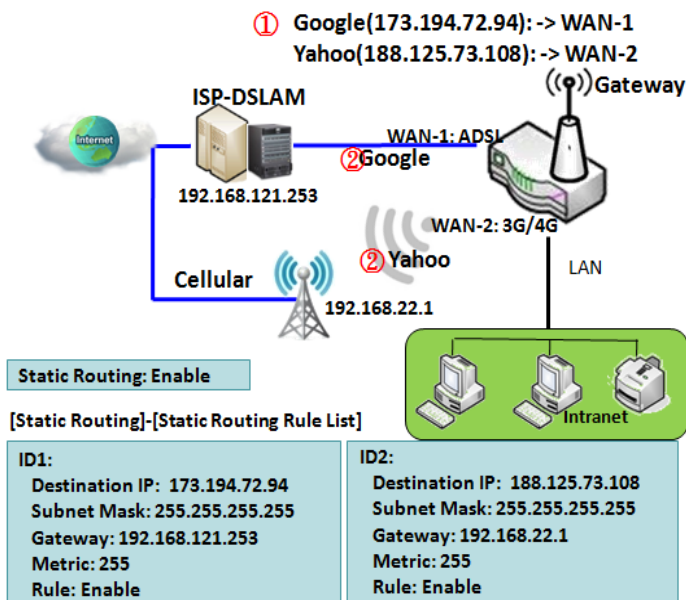 ① Google(173.194.72.94): -> WAN-1
Yahoo(188.125.73.108): -> WAN-2
Gateway
ISP-DSLAM
Internet
WAN-1: ADSL
②Google
192.168.121.253
WAN-2: 3G/4G
② Yahoo
LAN
Cellular
192.168.22.1
Static Routing: Enable
Intranet
[Static Routing]-[Static Routing Rule List]
ID1:
Destination IP: 173.194.72.94
Subnet Mask: 255.255.255.255
Gateway: 192.168.121.253
Metric: 255
Rule: Enable
ID2:
Destination IP: 188.125.73.108
Subnet Mask: 255.255.255.255
Gateway: 192.168.22.1
Metric: 255
Rule: Enable